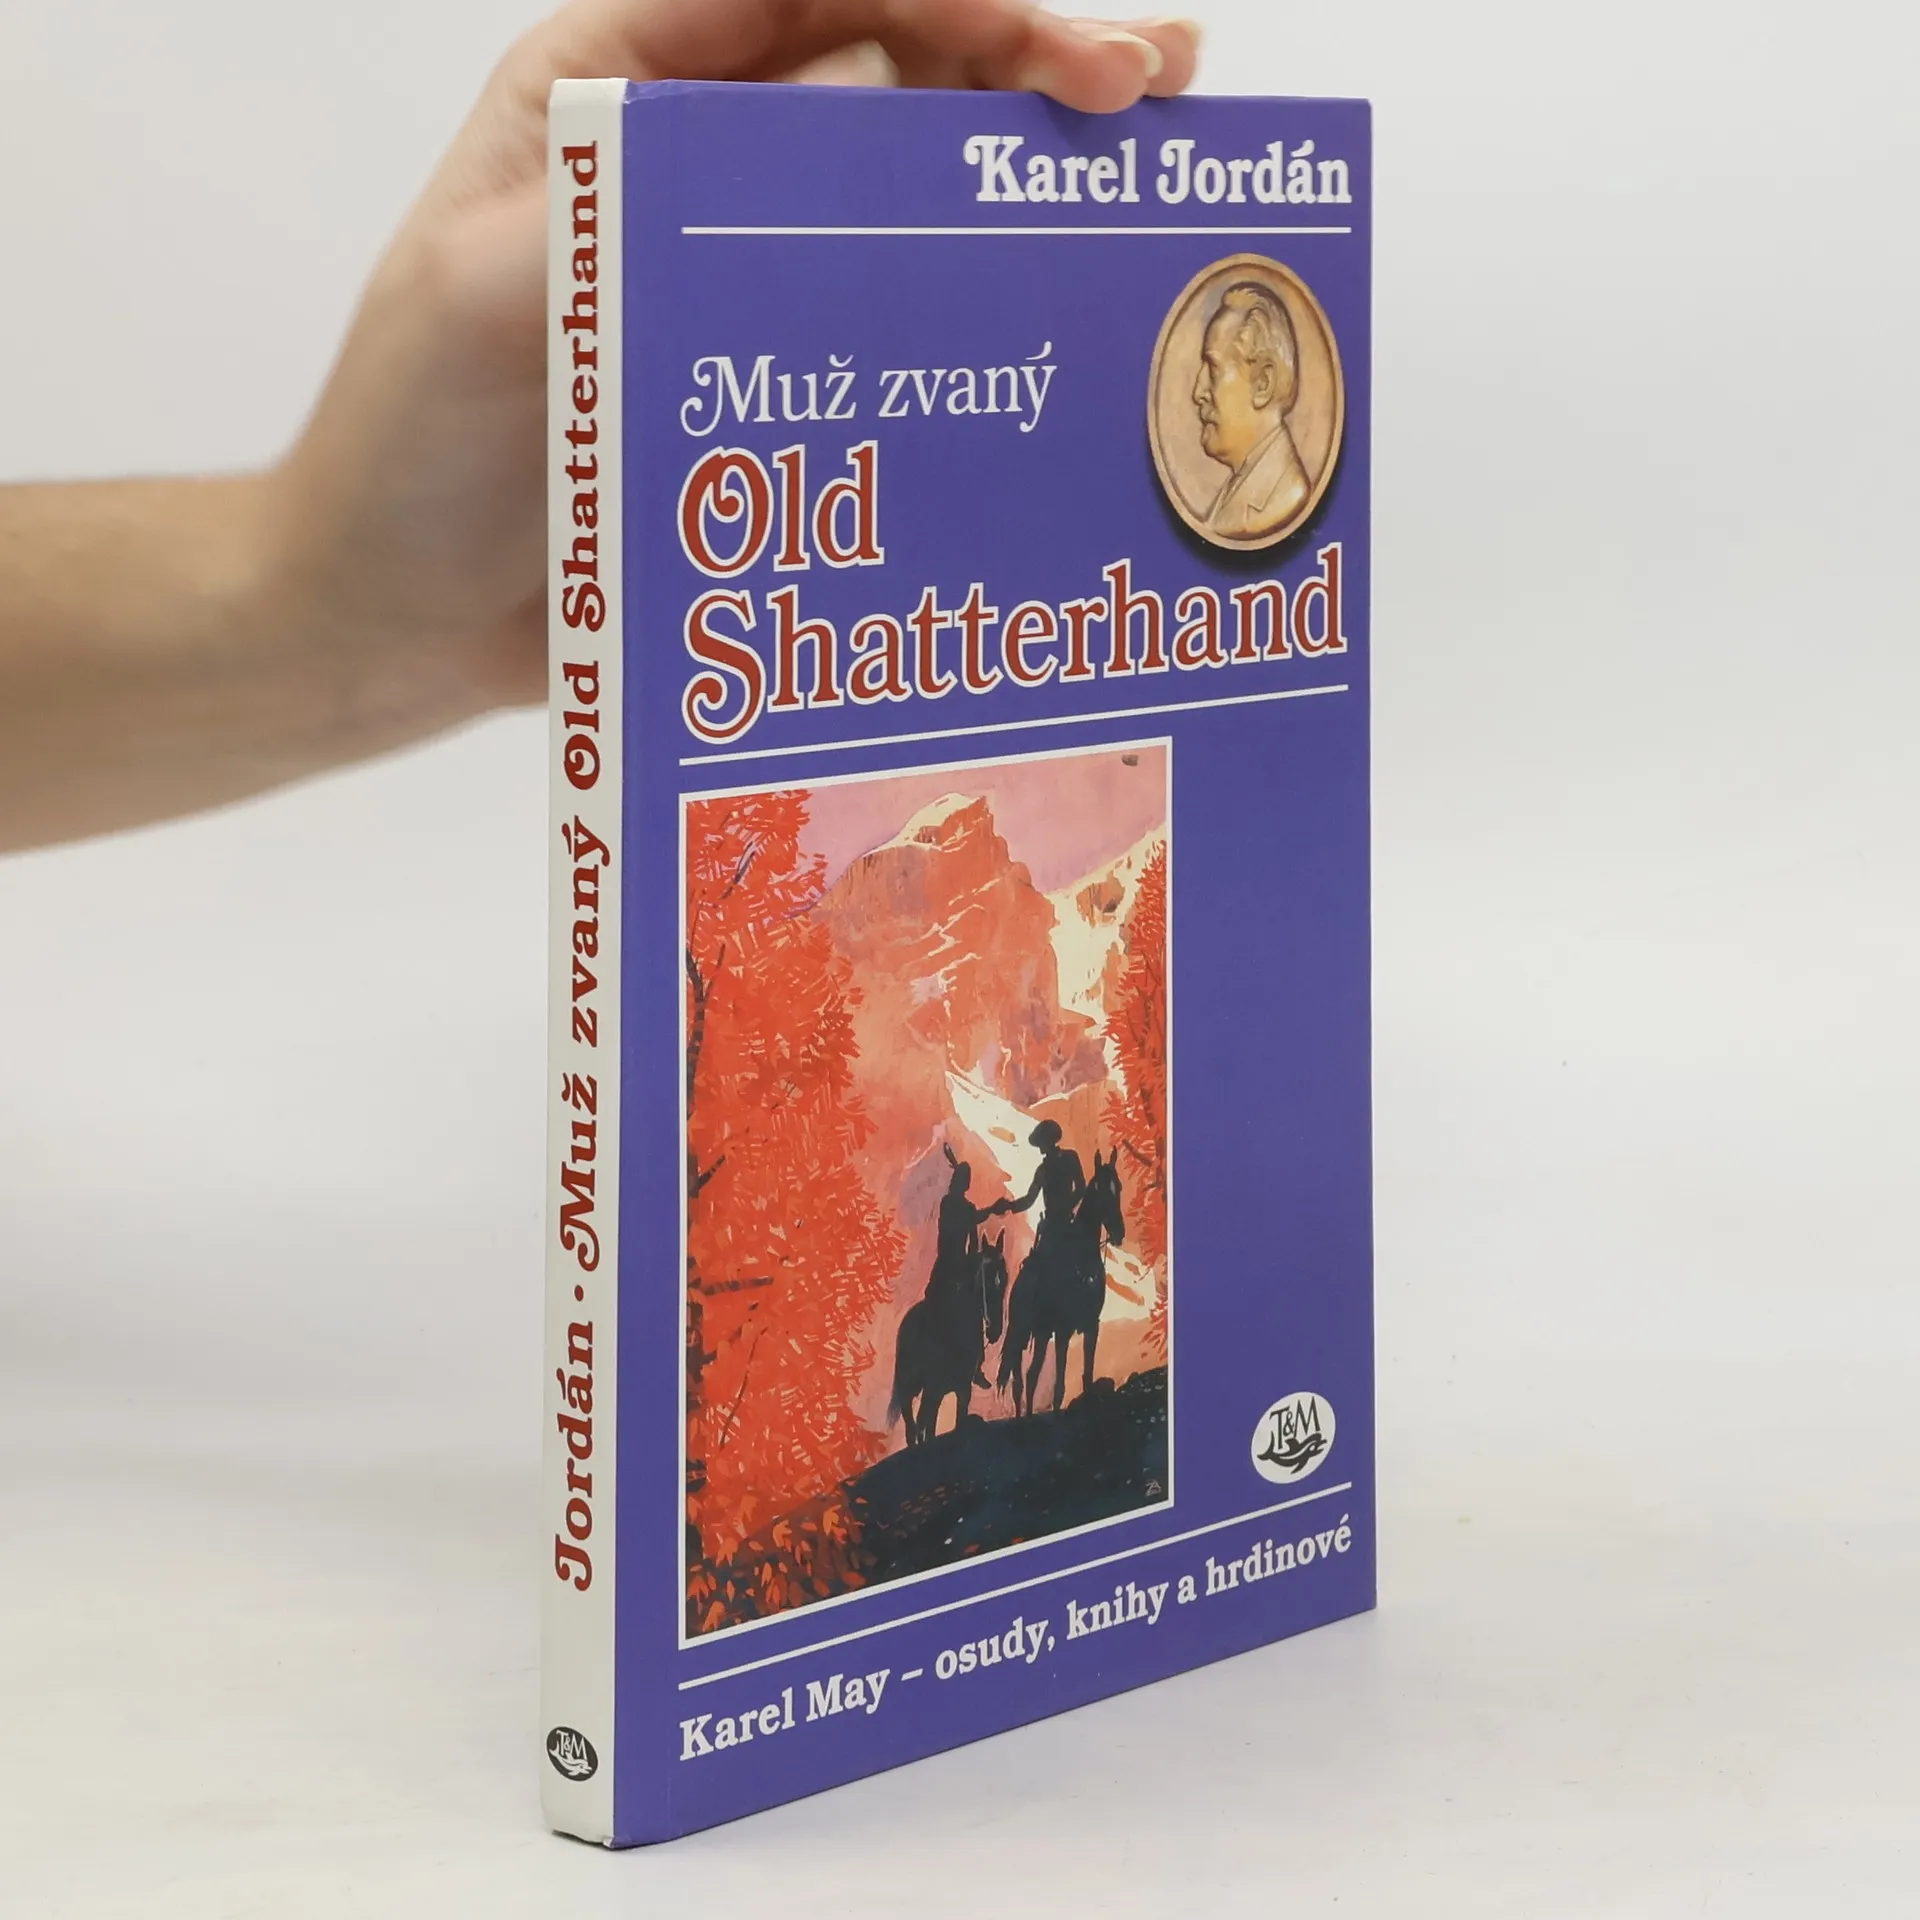 Jordán · Muž zvaný Old Shatterhand
T&M
Karel Jordán
Muž zvaný
Old
Shatterhand
T&M
Karel May – osudy, knihy a hrdinové